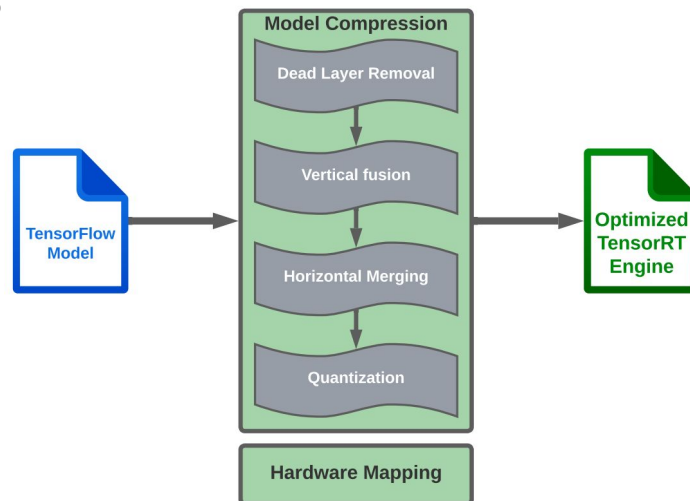 Model Compression
Dead Layer Removal
Vertical fusion
Horizontal Merging
Quantization
TensorFlow
Model
Optimized
TensorRT
Engine
Hardware Mapping